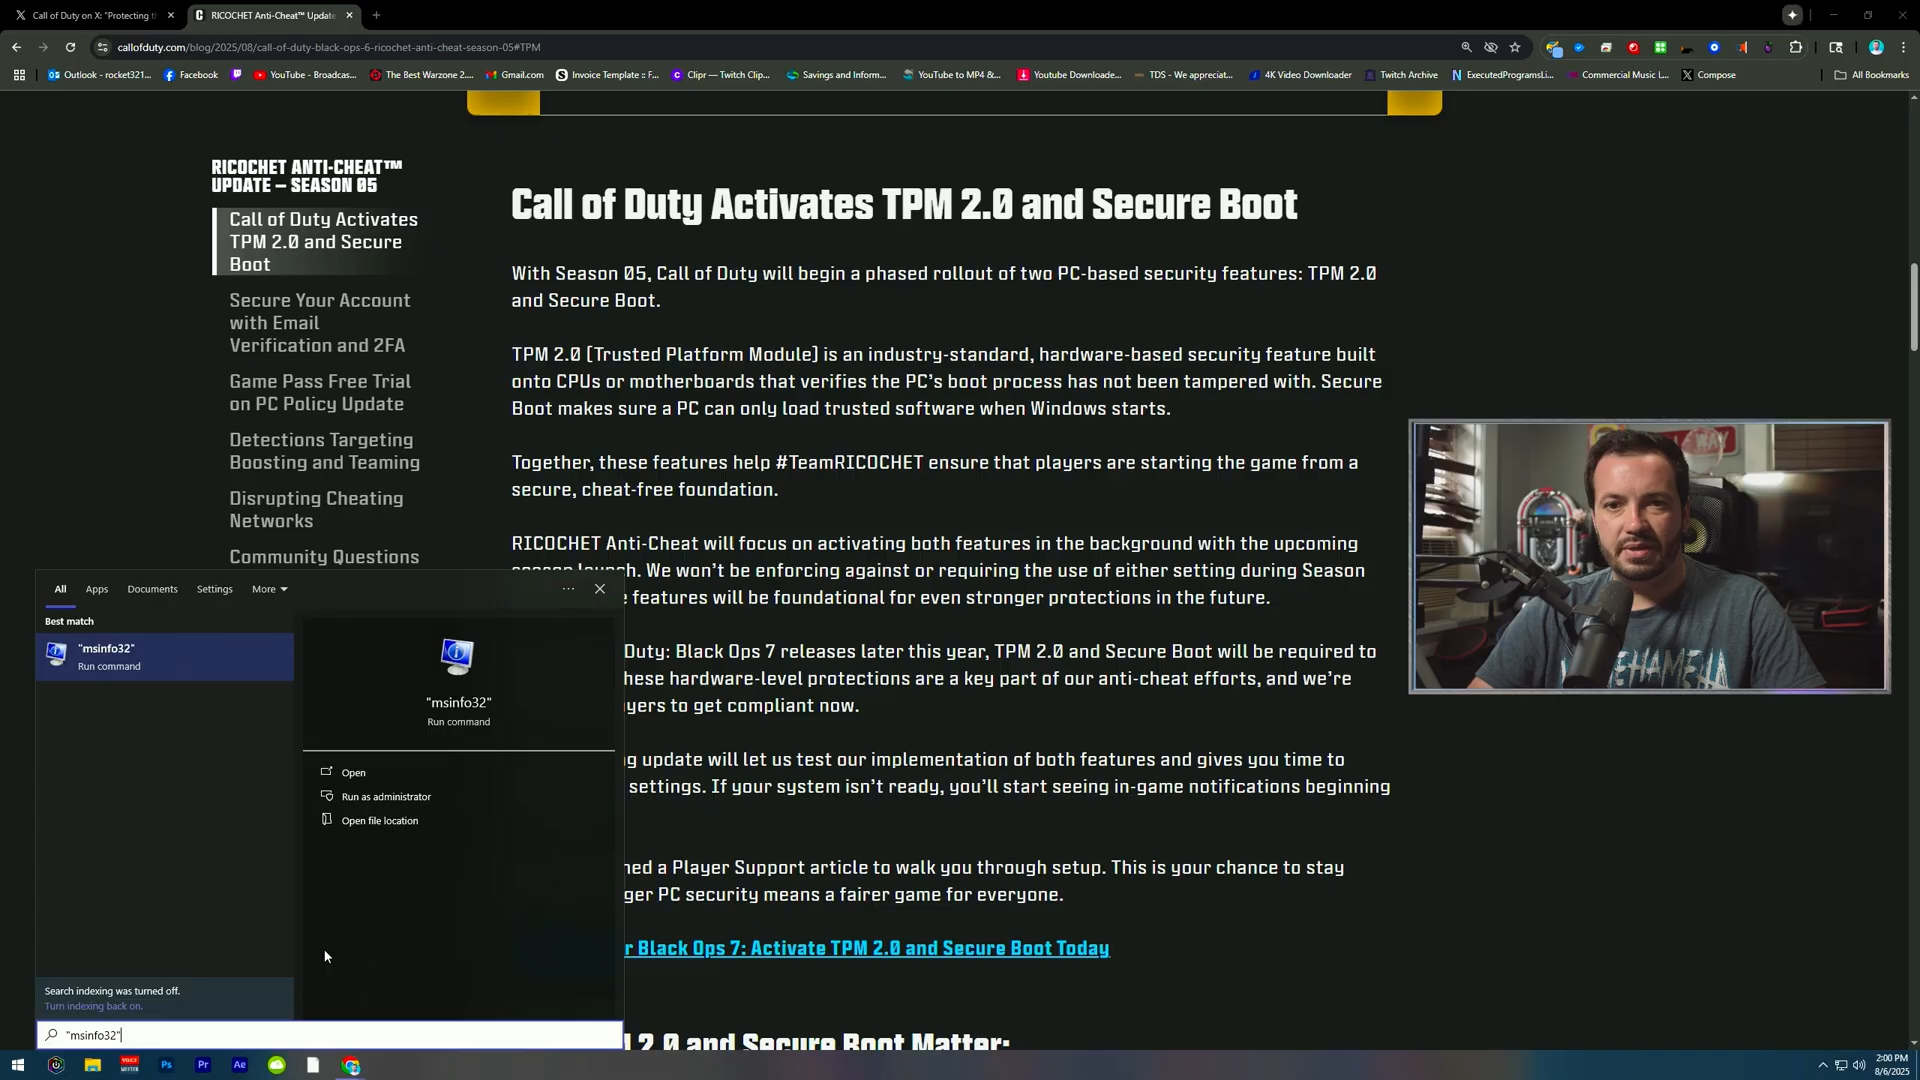 Call of Duty on X: "Protecting t
RICOCHET Anti-Cheat™ Update
callofduty.com/blog/2025/08/call-of-duty-black-ops-6-ricochet-anti-cheat-season-05#TPM
Outlook - rocket321...
Facebook
YouTube - Broadcas...
The Best Warzone 2....
Gmail.com
Invoice Template :: F...
Clipr — Twitch Clip...
Savings and Inform...
YouTube to MP4 &...
Youtube Downloade...
TDS - We appreciat...
4K Video Downloader
Twitch Archive
ExecutedProgramsLi...
Commercial Music L...
Compose
All Bookmarks
RICOCHET ANTI-CHEAT™
UPDATE – SEASON 05
Call of Duty Activates
TPM 2.0 and Secure
Boot
Secure Your Account
with Email
Verification and 2FA
Game Pass Free Trial
on PC Policy Update
Detections Targeting
Boosting and Teaming
Disrupting Cheating
Networks
Community Questions
Call of Duty Activates TPM 2.0 and Secure Boot
With Season 05, Call of Duty will begin a phased rollout of two PC-based security features: TPM 2.0
and Secure Boot.
TPM 2.0 (Trusted Platform Module) is an industry-standard, hardware-based security feature built
onto CPUs or motherboards that verifies the PC's boot process has not been tampered with. Secure
Boot makes sure a PC can only load trusted software when Windows starts.
Together, these features help #TeamRICOCHET ensure that players are starting the game from a
secure, cheat-free foundation.
RICOCHET Anti-Cheat will focus on activating both features in the background with the upcoming
season launch. We won't be enforcing against or requiring the use of either setting during Season
e features will be foundational for even stronger protections in the future.
Duty: Black Ops 7 releases later this year, TPM 2.0 and Secure Boot will be required to
hese hardware-level protections are a key part of our anti-cheat efforts, and we're
yers to get compliant now.
g update will let us test our implementation of both features and gives you time to
settings. If your system isn't ready, you'll start seeing in-game notifications beginning
ned a Player Support article to walk you through setup. This is your chance to stay
ger PC security means a fairer game for everyone.
r Black Ops 7: Activate TPM 2.0 and Secure Boot Today
2.0 and Secure Boot Matter:
All
Apps
Documents
Settings
More
Best match
"msinfo32"
Run command
"msinfo32"
Run command
Open
Run as administrator
Open file location
Search indexing was turned off.
Turn indexing back on.
"msinfo32"
WAY
Ps
Pr
Ae
2:00 PM
8/6/2025